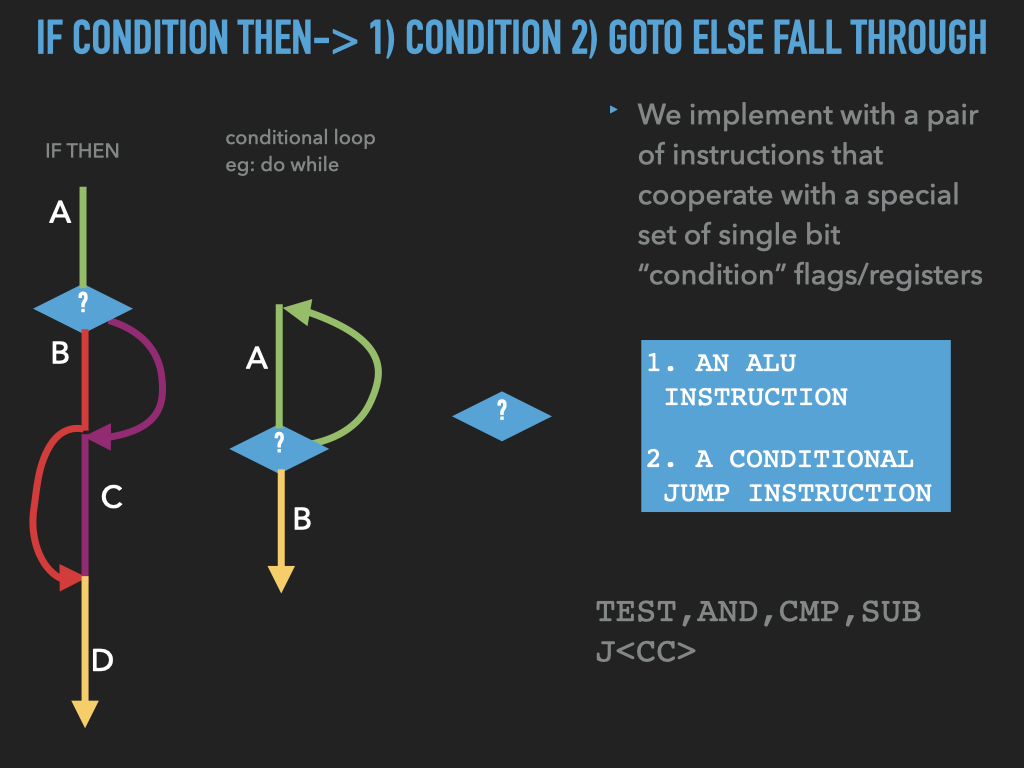 IF CONDITION THEN-> 1) CONDITION 2) GOTO ELSE FALL THROUGH
IF THEN
A
?
B
C
D
conditional loop
eg: do while
A
?
B
?
‣ We implement with a pair
of instructions that
cooperate with a special
set of single bit
“condition” flags/registers
1. AN ALU
INSTRUCTION
2. A CONDITIONAL
JUMP INSTRUCTION
TEST,AND,CMP,SUB
J<CC>